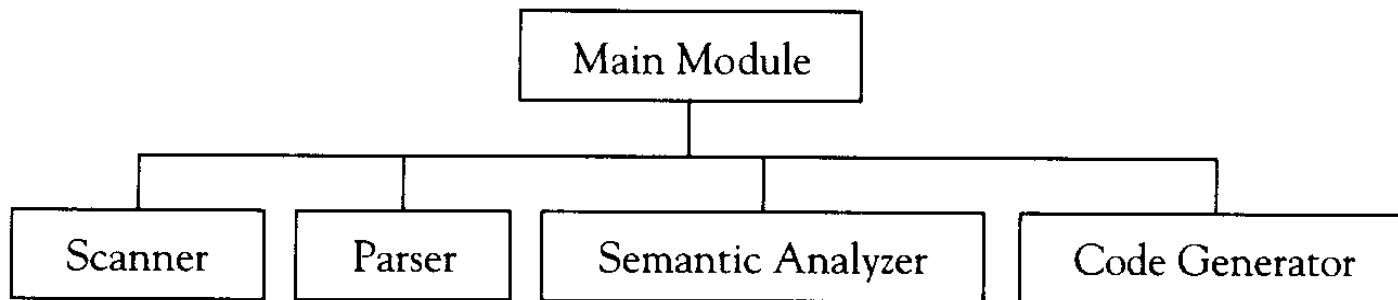 Main Module
Scanner
Parser
Semantic Analyzer
Code Generator